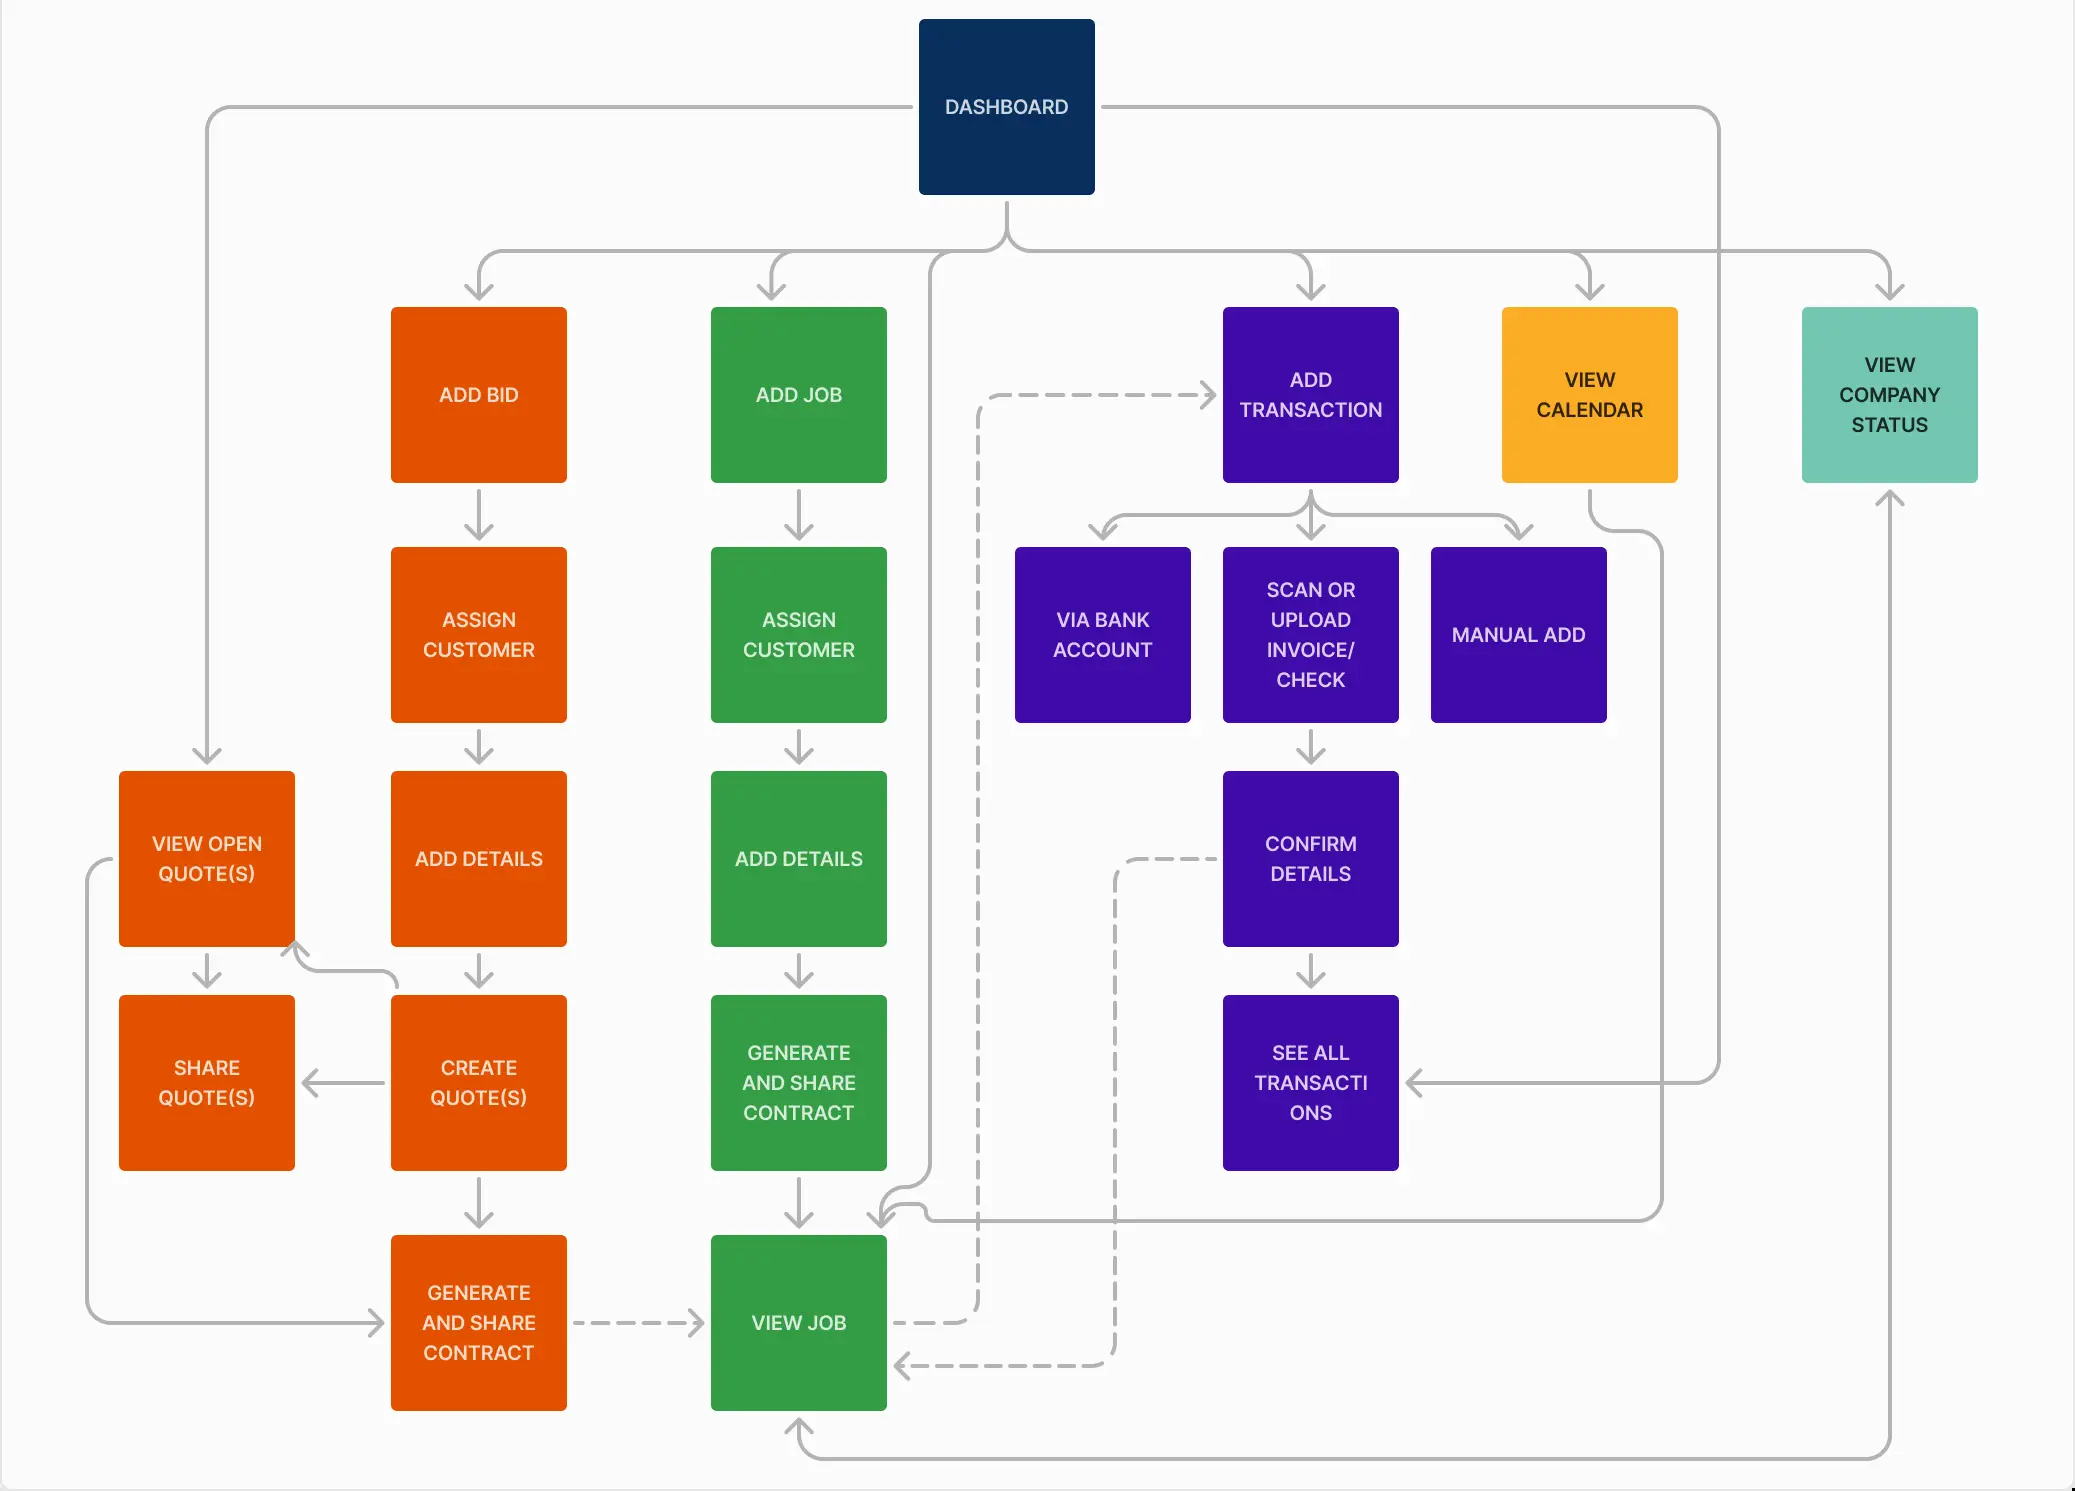 DASHBOARD
ADD BID
ADD JOB
ADD
TRANSACTION
VIEW
CALENDAR
VIEW
COMPANY
STATUS
ASSIGN
CUSTOMER
ASSIGN
CUSTOMER
VIA BANK
ACCOUNT
SCAN OR
UPLOAD
INVOICE/
CHECK
MANUAL ADD
VIEW OPEN
QUOTE(S)
ADD DETAILS
ADD DETAILS
CONFIRM
DETAILS
SHARE
QUOTE(S)
CREATE
QUOTE(S)
GENERATE
AND SHARE
CONTRACT
SEE ALL
TRANSACTI
ONS
GENERATE
AND SHARE
CONTRACT
VIEW JOB